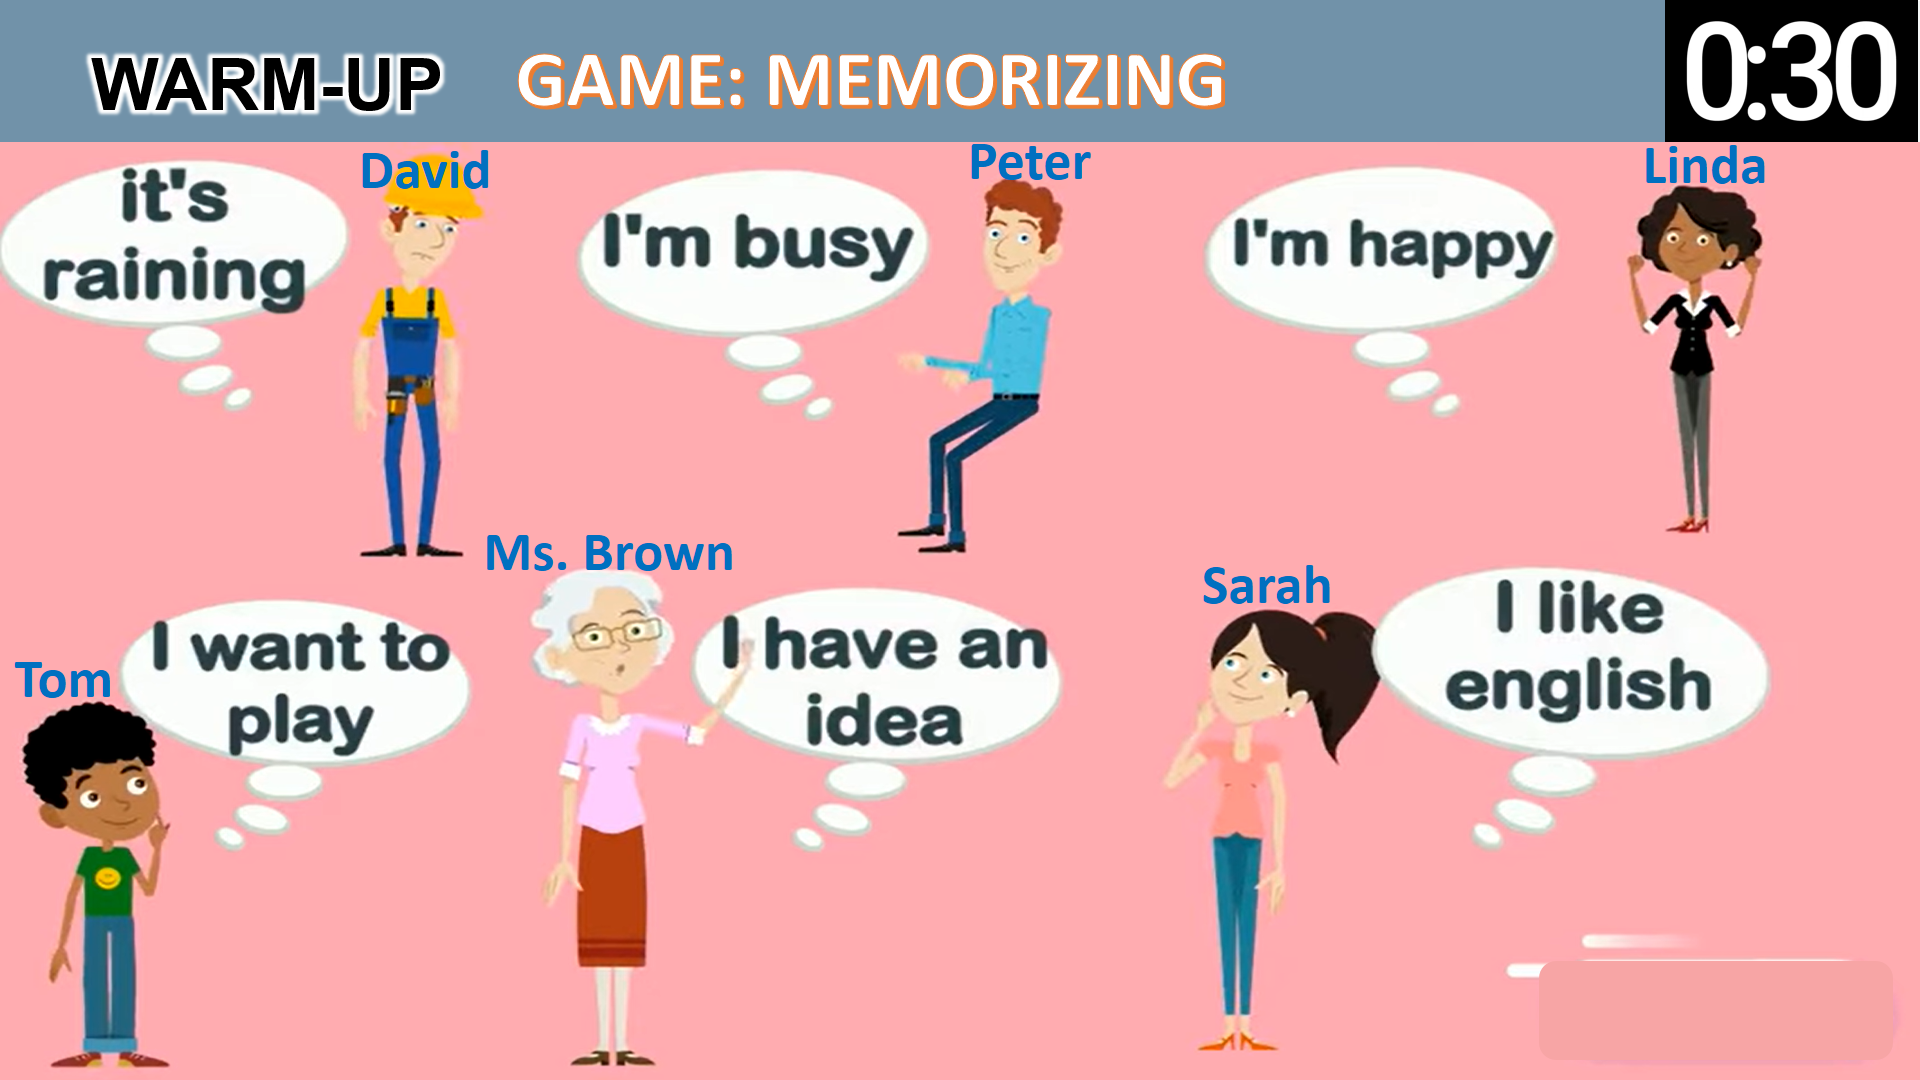 WARM-UP GAME: MEMORIZING 0:30
David
it's
raining
Peter
I'm busy
Linda
I'm happy
Tom
I want to
play
Ms. Brown
I have an
idea
Sarah
I like
english